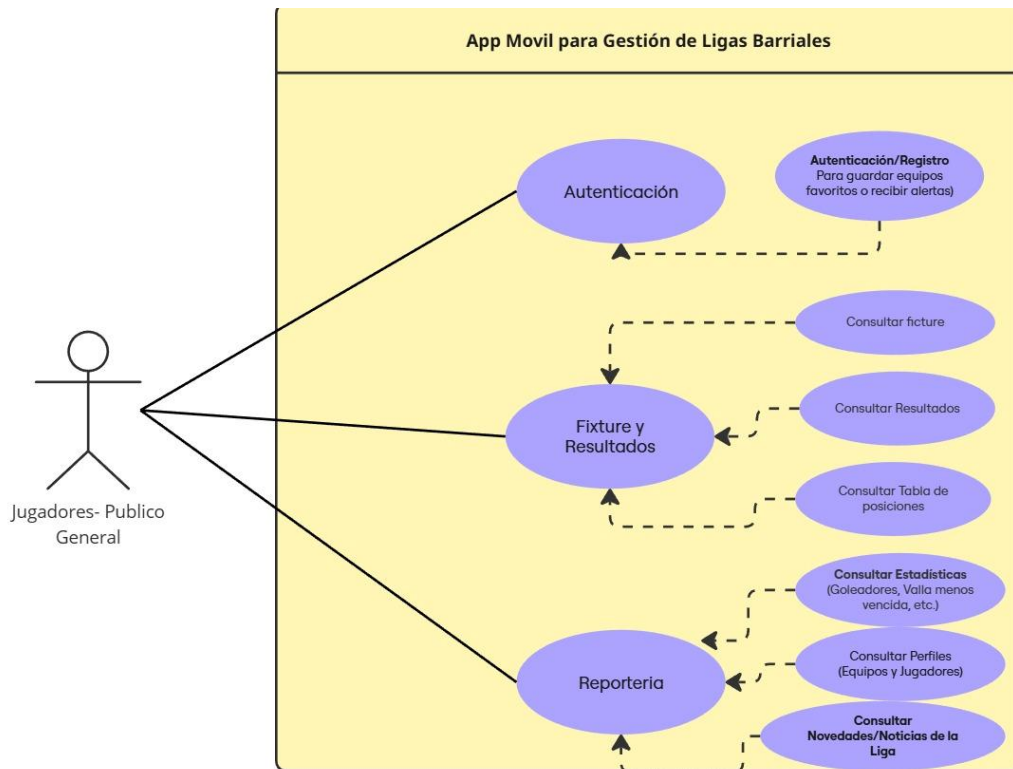 App Movil para Gestión de Ligas Barriales
Autenticación
Autenticación/Registro
Para guardar equipos
favoritos o recibir alertas)
Consultar ficture
Fixture y
Resultados
Consultar Resultados
Consultar Tabla de
posiciones
Jugadores- Publico
General
Consultar Estadísticas
(Goleadores, Valla menos
vencida, etc.)
Reporteria
Consultar Perfiles
(Equipos y Jugadores)
Consultar
Novedades/Noticias de la
Liga